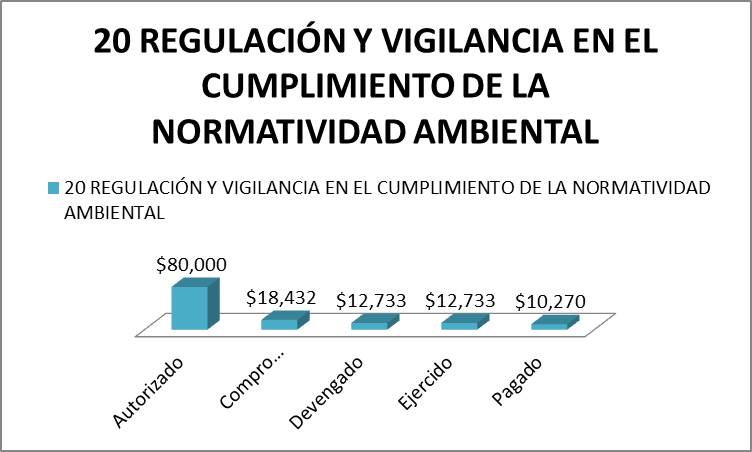 20 REGULACIÓN Y VIGILANCIA EN EL
CUMPLIMIENTO DE LA
NORMATIVIDAD AMBIENTAL
20 REGULACIÓN Y VIGILANCIA EN EL CUMPLIMIENTO DE LA NORMATIVIDAD
AMBIENTAL
$80,000
$18,432
$12,733
$12,733
$10,270
Autorizado
Compro...
Devengado
Ejercido
Pagado